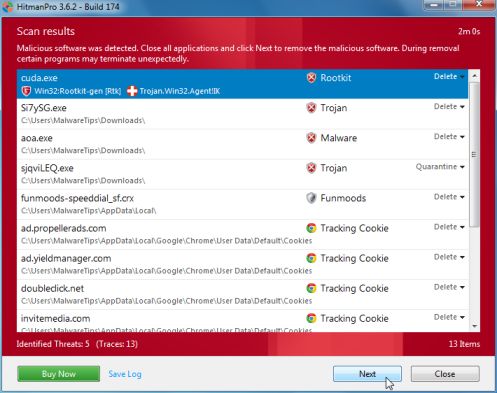 HitmanPro 3.6.2 - Build 174
Scan results 2m 0s
Malicious software was detected. Close all applications and click Next to remove the malicious software. During removal
certain programs may terminate unexpectedly.
cuda.exe Rootkit Delete
Win32:Rootkit-gen [Rtk] Trojan.Win32.Agent!IK
Si7ySG.exe Trojan Delete
C:\Users\MalwareTips\Downloads\
aoa.exe Malware Delete
C:\Users\MalwareTips\Downloads\
sjqviLEQ.exe Trojan Quarantine
C:\Users\MalwareTips\Downloads\
funmoods-speeddial_sf.crx Funmoods Delete
C:\Users\MalwareTips\AppData\Local\
ad.propellerads.com Tracking Cookie Delete
C:\Users\MalwareTips\AppData\Local\Google\Chrome\User Data\Default\Cookies
ad.yieldmanager.com Tracking Cookie Delete
C:\Users\MalwareTips\AppData\Local\Google\Chrome\User Data\Default\Cookies
doubleclick.net Tracking Cookie Delete
C:\Users\MalwareTips\AppData\Local\Google\Chrome\User Data\Default\Cookies
invitemedia.com Tracking Cookie Delete
C:\Users\MalwareTips\AppData\Local\Google\Chrome\User Data\Default\Cookies
Identified Threats: 5 (Traces: 13) 13 Items
Buy Now Save Log Next Close